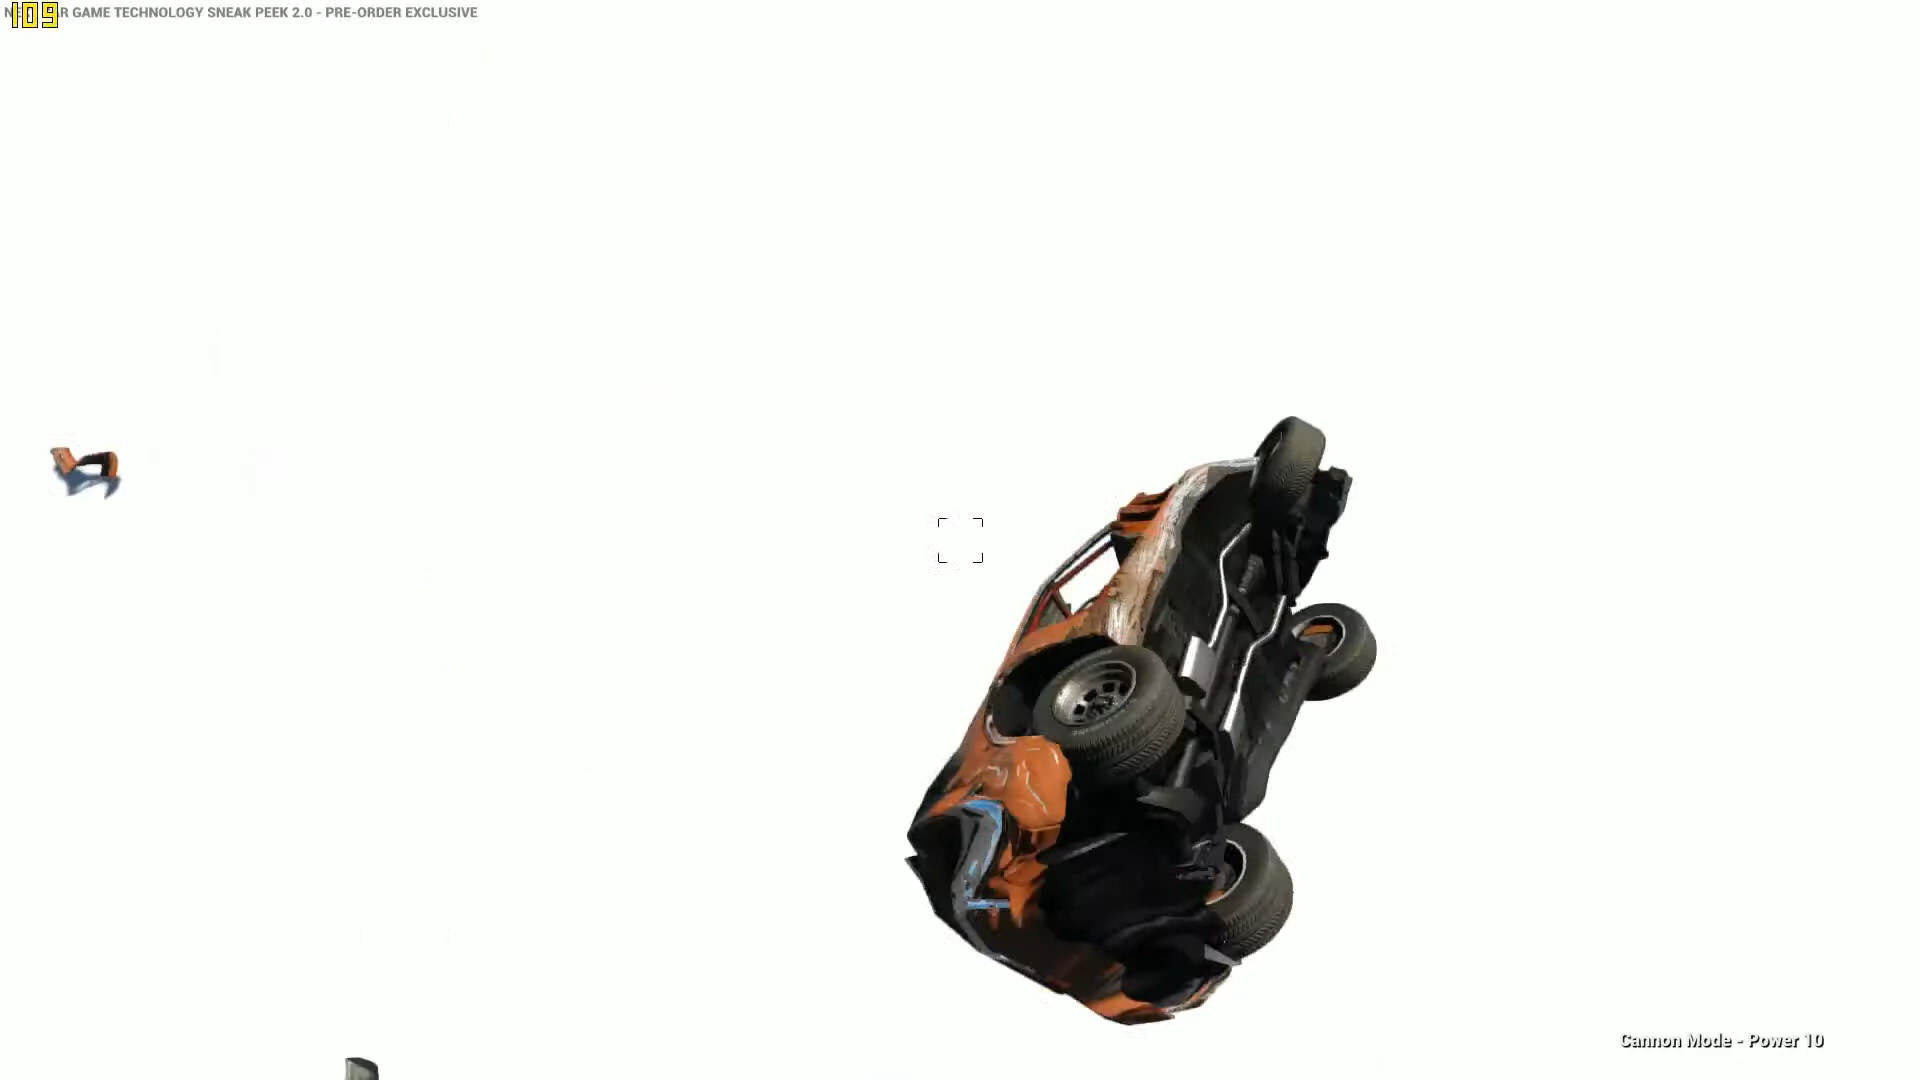 GAME TECHNOLOGY SNEAK PEEK 2.0 - PRE-ORDER EXCLUSIVE
109
Cannon Mode - Power 10